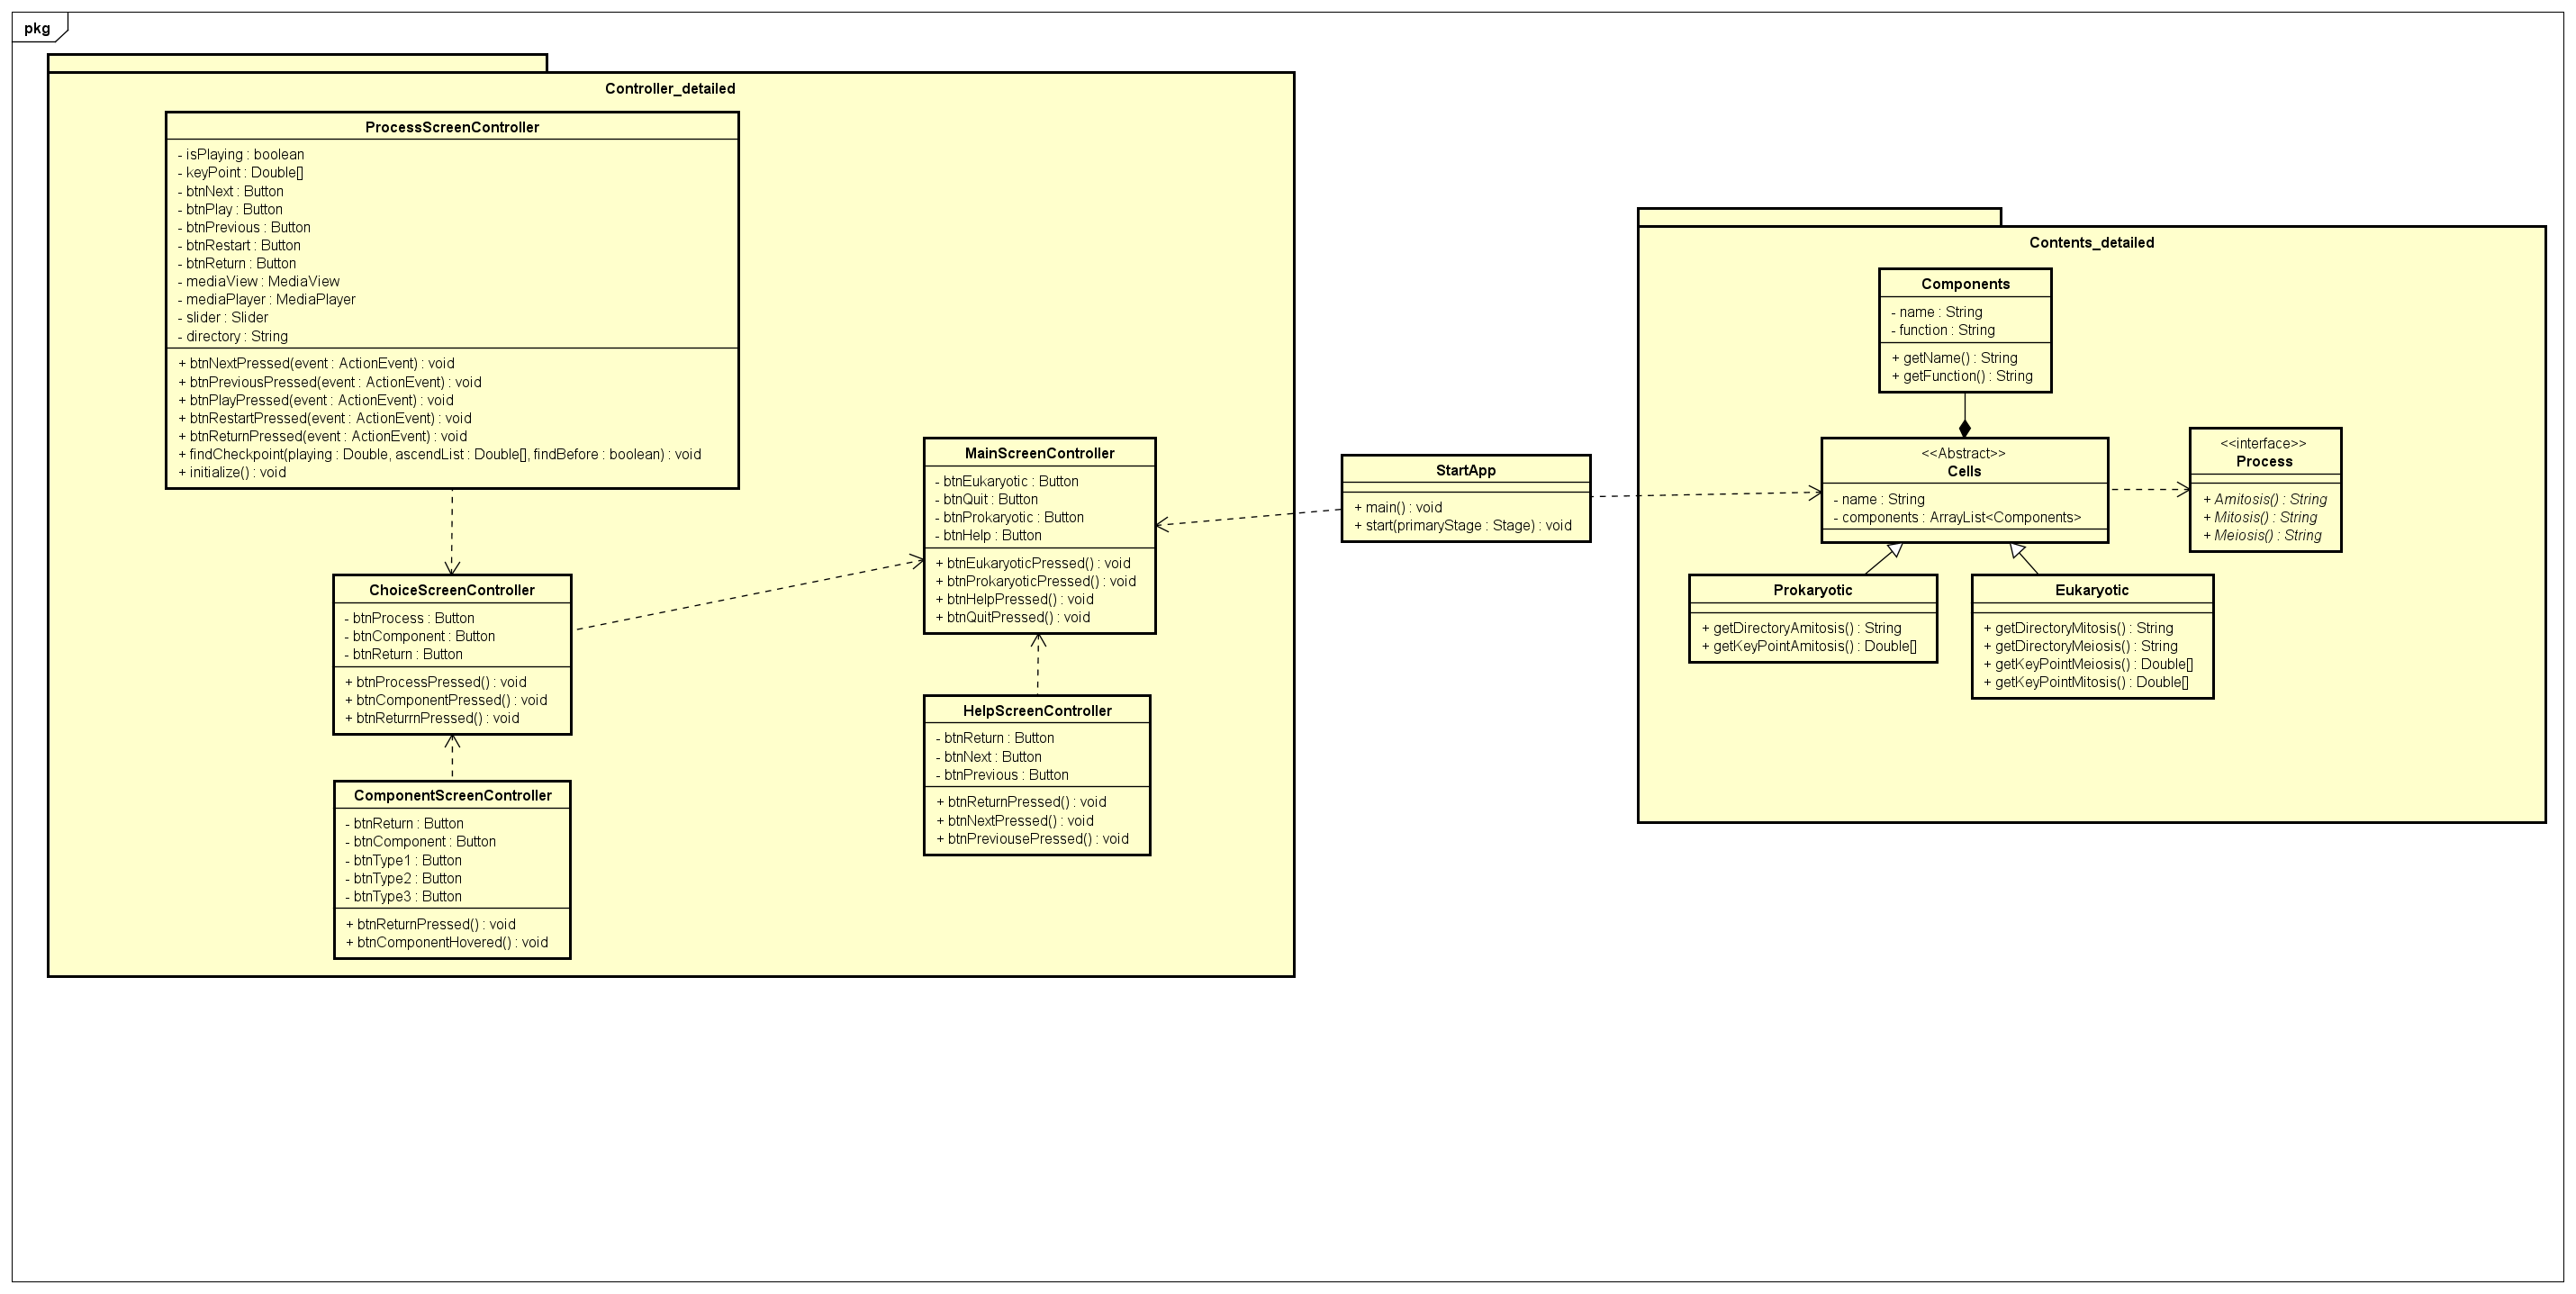 pkg
Controller_detailed
ProcessScreenController
- isPlaying : boolean
- keyPoint : Double[]
- btnNext : Button
- btnPlay : Button
- btnPrevious : Button
- btnRestart : Button
- btnReturn : Button
- mediaView : MediaView
- mediaPlayer : MediaPlayer
- slider : Slider
- directory : String
+ btnNextPressed(event : ActionEvent) : void
+ btnPreviousPressed(event : ActionEvent) : void
+ btnPlayPressed(event : ActionEvent) : void
+ btnRestartPressed(event : ActionEvent) : void
+ btnReturnPressed(event : ActionEvent) : void
+ findCheckpoint(playing : Double, ascendList : Double[], findBefore : boolean) : void
+ initialize() : void
MainScreenController
- btnEukaryotic : Button
- btnQuit : Button
- btnProkaryotic : Button
- btnHelp : Button
+ btnEukaryoticPressed() : void
+ btnProkaryoticPressed() : void
+ btnHelpPressed() : void
+ btnQuitPressed() : void
ChoiceScreenController
- btnProcess : Button
- btnComponent : Button
- btnReturn : Button
+ btnProcessPressed() : void
+ btnComponentPressed() : void
+ btnReturrnPressed() : void
HelpScreenController
- btnReturn : Button
- btnNext : Button
- btnPrevious : Button
+ btnReturnPressed() : void
+ btnNextPressed() : void
+ btnPreviousePressed() : void
ComponentScreenController
- btnReturn : Button
- btnComponent : Button
- btnType1 : Button
- btnType2 : Button
- btnType3 : Button
+ btnReturnPressed() : void
+ btnComponentHovered() : void
StartApp
+ main() : void
+ start(primaryStage : Stage) : void
Contents_detailed
Components
- name : String
- function : String
+ getName() : String
+ getFunction() : String
<<Abstract>>
Cells
- name : String
- components : ArrayList<Components>
<<interface>>
Process
+ Amitosis() : String
+ Mitosis() : String
+ Meiosis() : String
Prokaryotic
+ getDirectoryAmitosis() : String
+ getKeyPointAmitosis() : Double[]
Eukaryotic
+ getDirectoryMitosis() : String
+ getDirectoryMeiosis() : String
+ getKeyPointMeiosis() : Double[]
+ getKeyPointMitosis() : Double[]